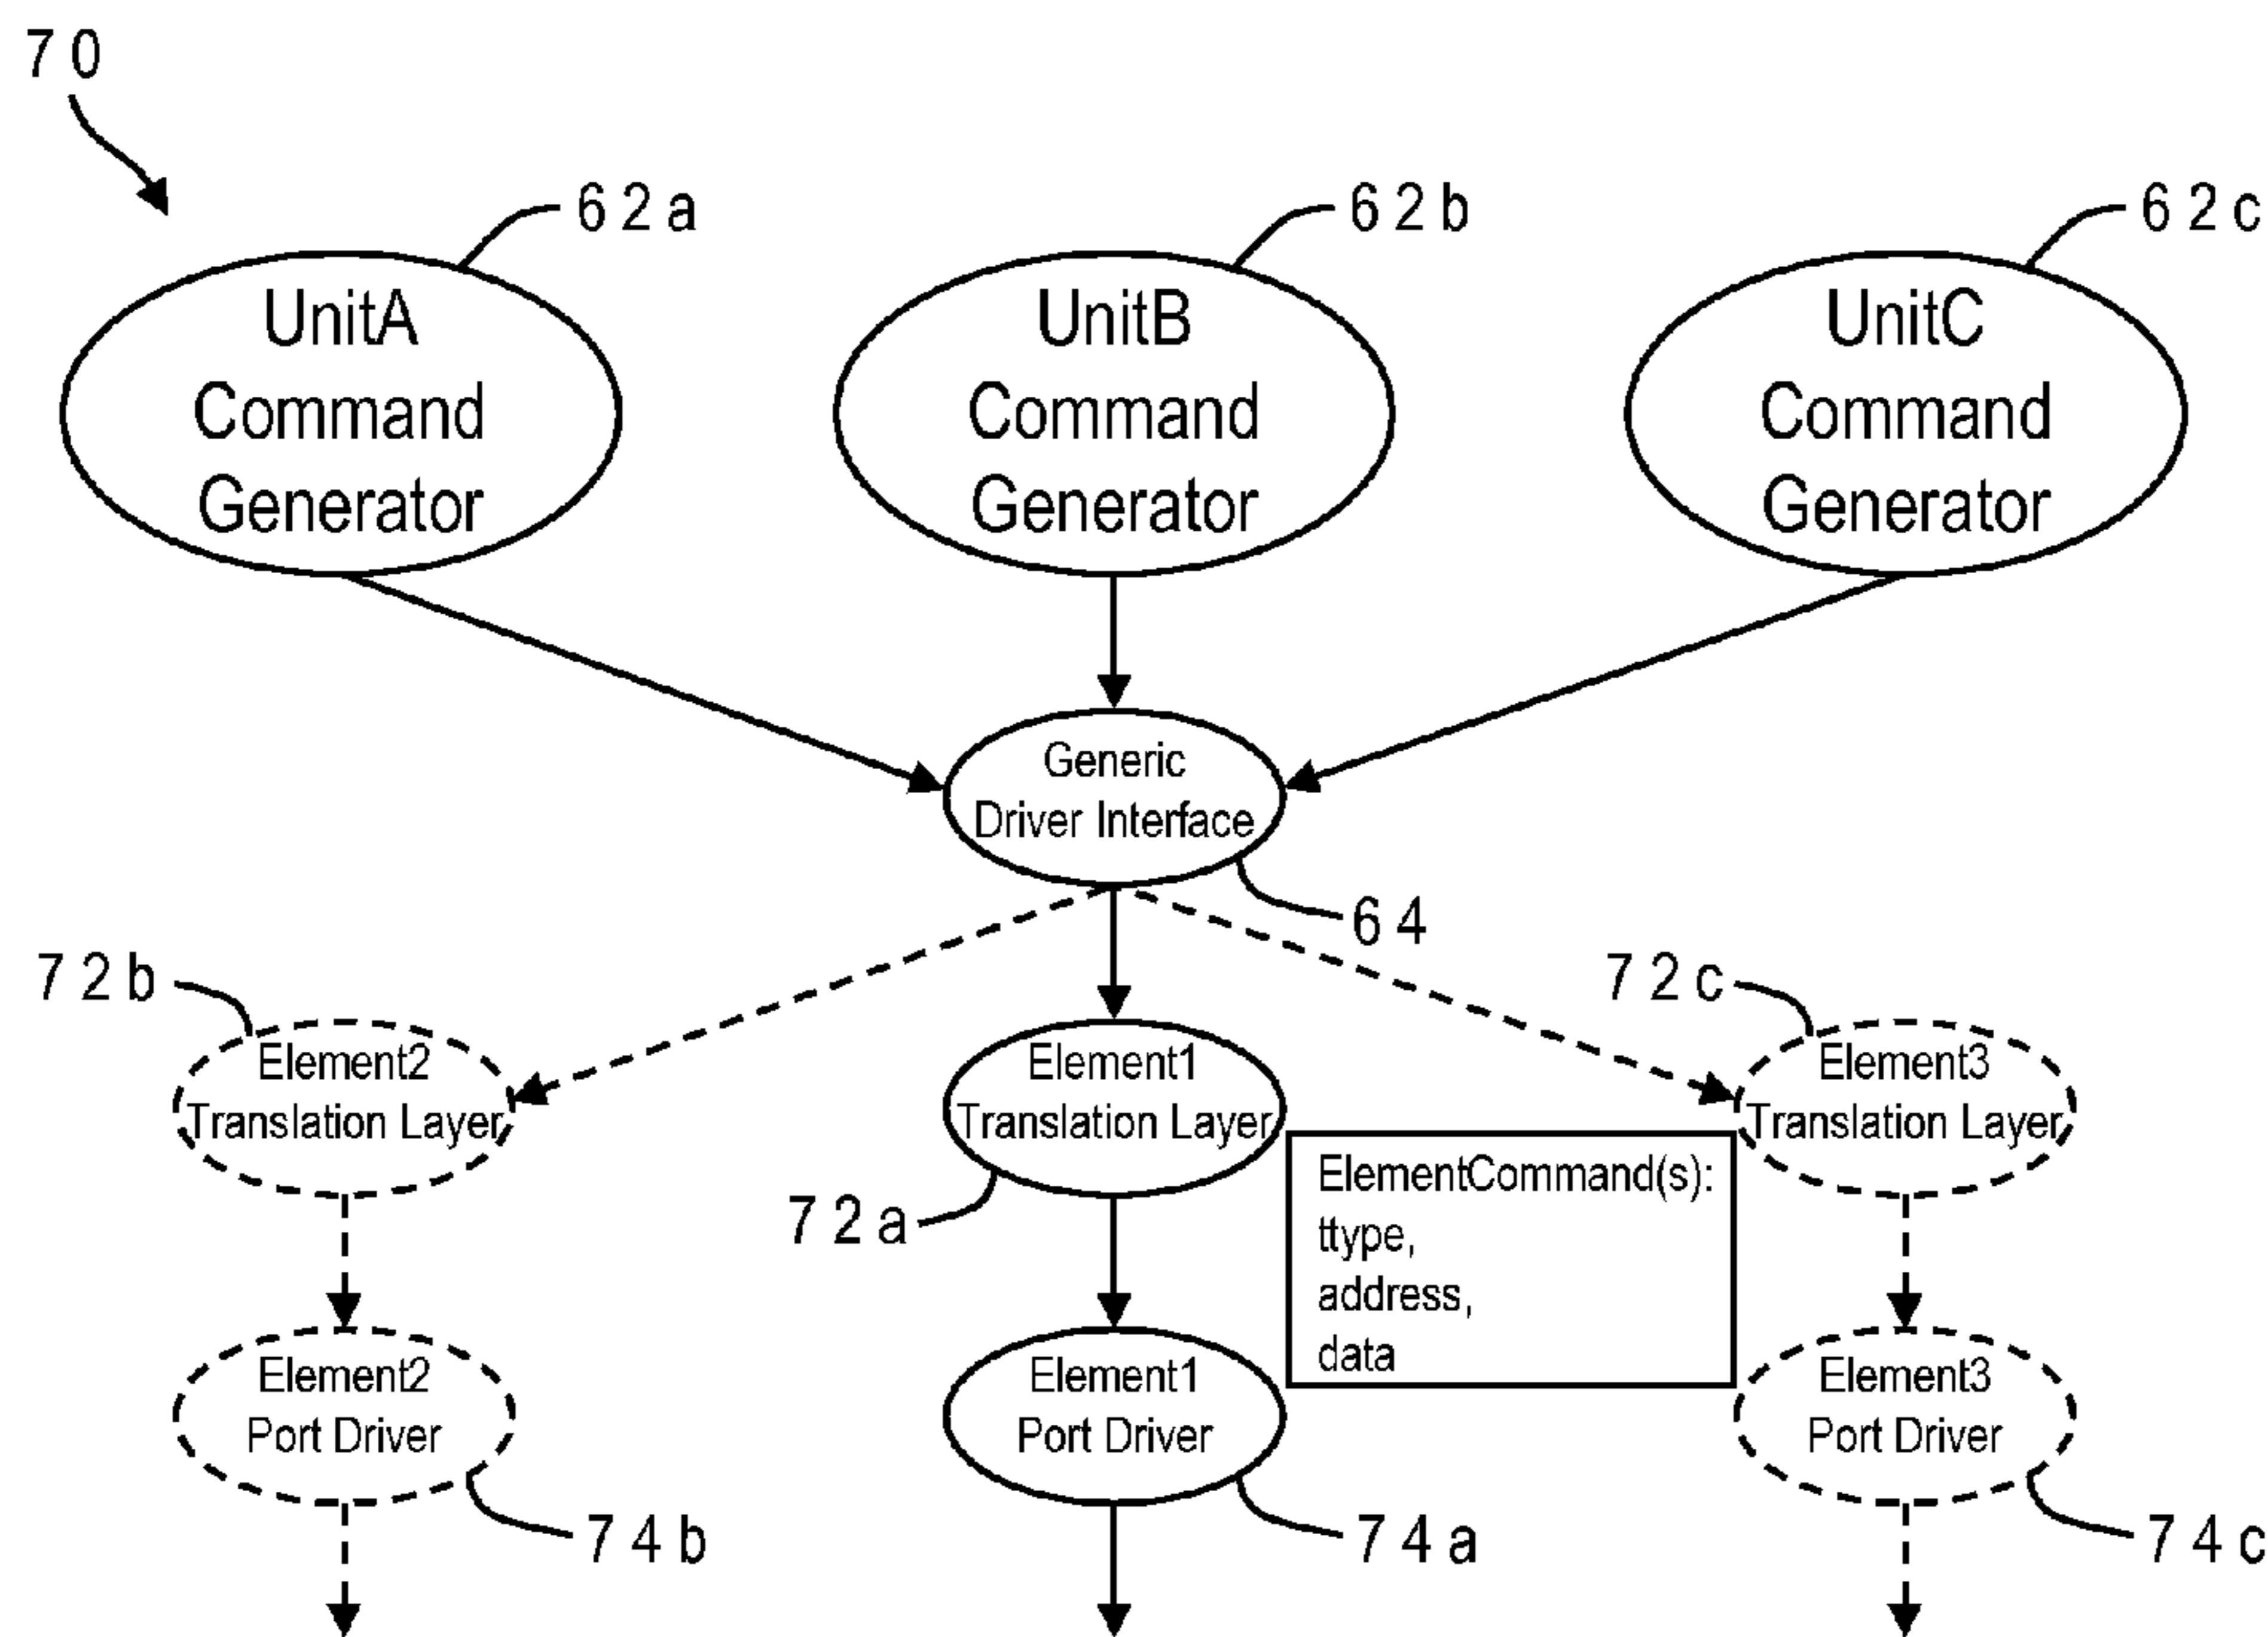 70
62a
62b
62c
UnitA
Command
Generator
UnitB
Command
Generator
UnitC
Command
Generator
Generic
Driver Interface
64
72b
72c
Element2
Translation Layer
Element1
Translation Layer
Element3
Translation Layer
72a
ElementCommand(s):
ttype,
address,
data
Element2
Port Driver
Element1
Port Driver
Element3
Port Driver
74b
74a
74c